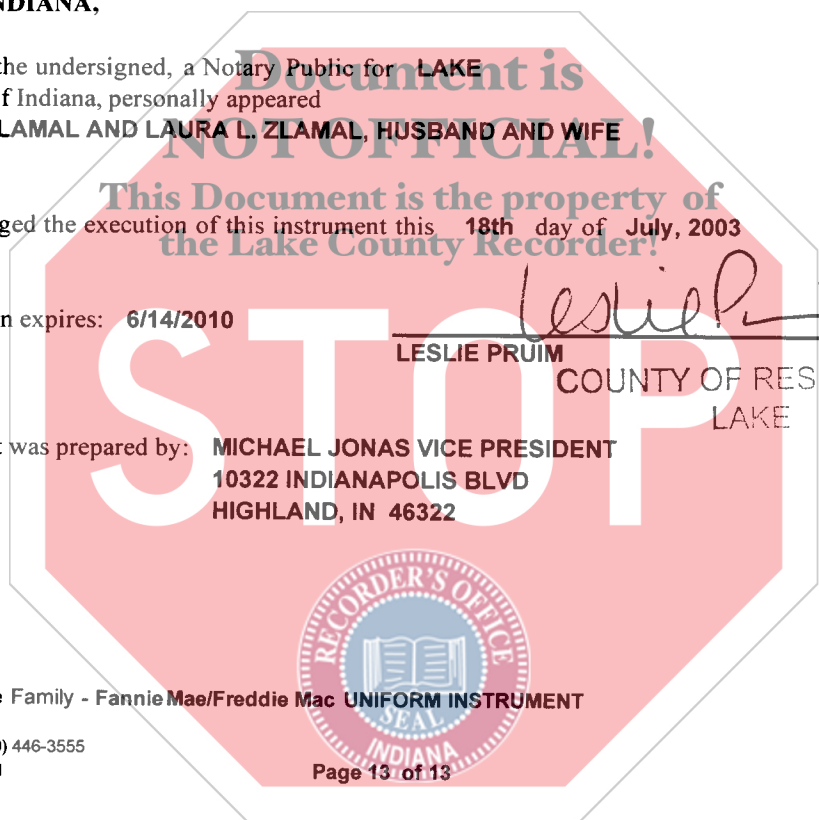 NDIANA,
Document is
the undersigned, a Notary Public for LAKE
f Indiana, personally appeared
LAMAL AND LAURA L. ZLAMAL, HUSBAND AND WIFE
NOT OFFICIAL!
This Document is the property of
ged the execution of this instrument this 18th day of July, 2003
the Lake County Recorder!
n expires: 6/14/2010
Leslie P
LESLIE PRUIM
COUNTY OF RES
LAKE
STOP
t was prepared by: MICHAEL JONAS VICE PRESIDENT
10322 INDIANAPOLIS BLVD
HIGHLAND, IN 46322
RECORDER'S OFFICE
SEAL
INDIANA
e Family - Fannie Mae/Freddie Mac UNIFORM INSTRUMENT
) 446-3555
Page 13 of 13